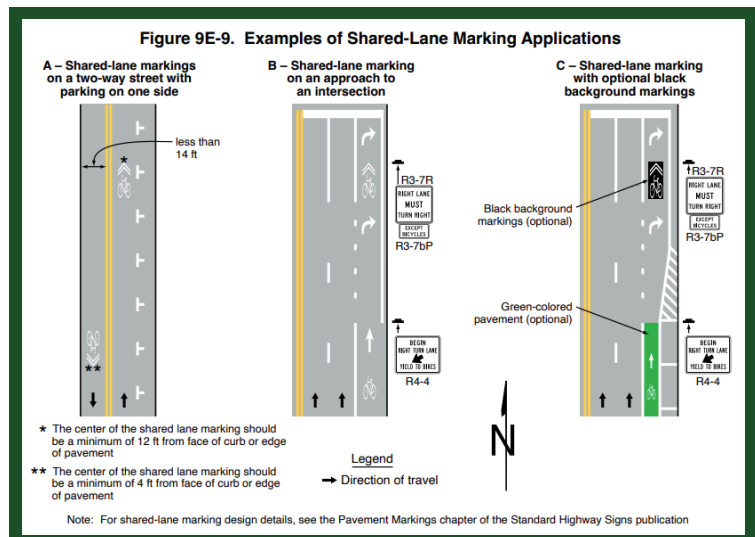 Figure 9E-9. Examples of Shared-Lane Marking Applications
A – Shared-lane markings
on a two-way street with
parking on one side
less than
14 ft
*
**
B – Shared-lane marking
on an approach to
an intersection
R3-7R
RIGHT LANE
MUST
TURN RIGHT
EXCEPT
BICYCLES
R3-7bP
BEGIN
RIGHT TURN LANE
YIELD TO BIKES
R4-4
C – Shared-lane marking
with optional black
background markings
Black background
markings (optional)
Green-colored
pavement (optional)
R3-7R
RIGHT LANE
MUST
TURN RIGHT
EXCEPT
BICYCLES
R3-7bP
BEGIN
RIGHT TURN LANE
YIELD TO BIKES
R4-4
* The center of the shared lane marking should
be a minimum of 12 ft from face of curb or edge
of pavement
** The center of the shared lane marking should
be a minimum of 4 ft from face of curb or edge
of pavement
Legend
Direction of travel
N
Note: For shared-lane marking design details, see the Pavement Markings chapter of the Standard Highway Signs publication